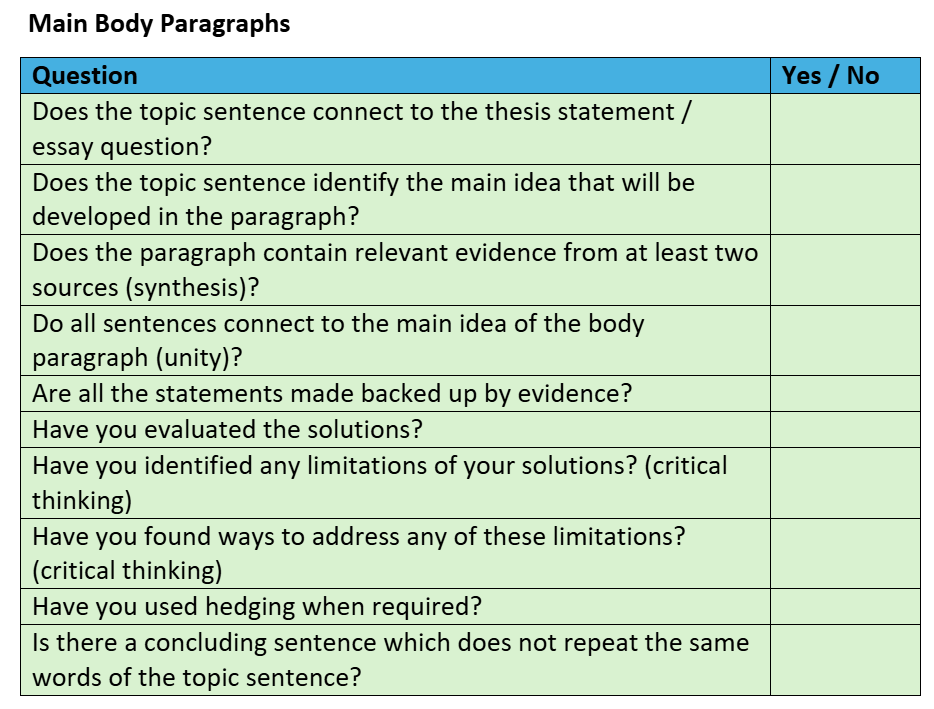 Main Body Paragraphs
Question Yes / No
Does the topic sentence connect to the thesis statement /
essay question?
Does the topic sentence identify the main idea that will be
developed in the paragraph?
Does the paragraph contain relevant evidence from at least two
sources (synthesis)?
Do all sentences connect to the main idea of the body
paragraph (unity)?
Are all the statements made backed up by evidence?
Have you evaluated the solutions?
Have you identified any limitations of your solutions? (critical
thinking)
Have you found ways to address any of these limitations?
(critical thinking)
Have you used hedging when required?
Is there a concluding sentence which does not repeat the same
words of the topic sentence?